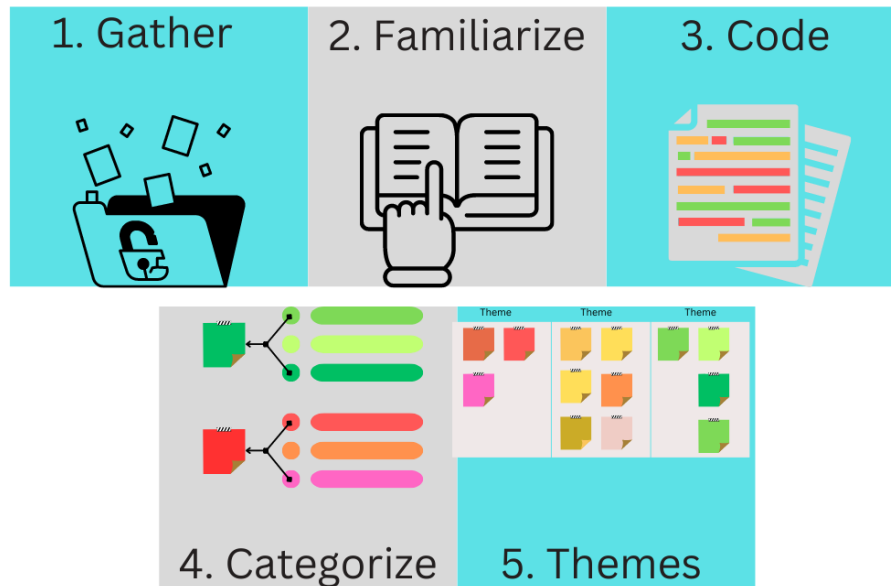 1. Gather
2. Familiarize
3. Code
Theme
Theme
Theme
4. Categorize
5. Themes